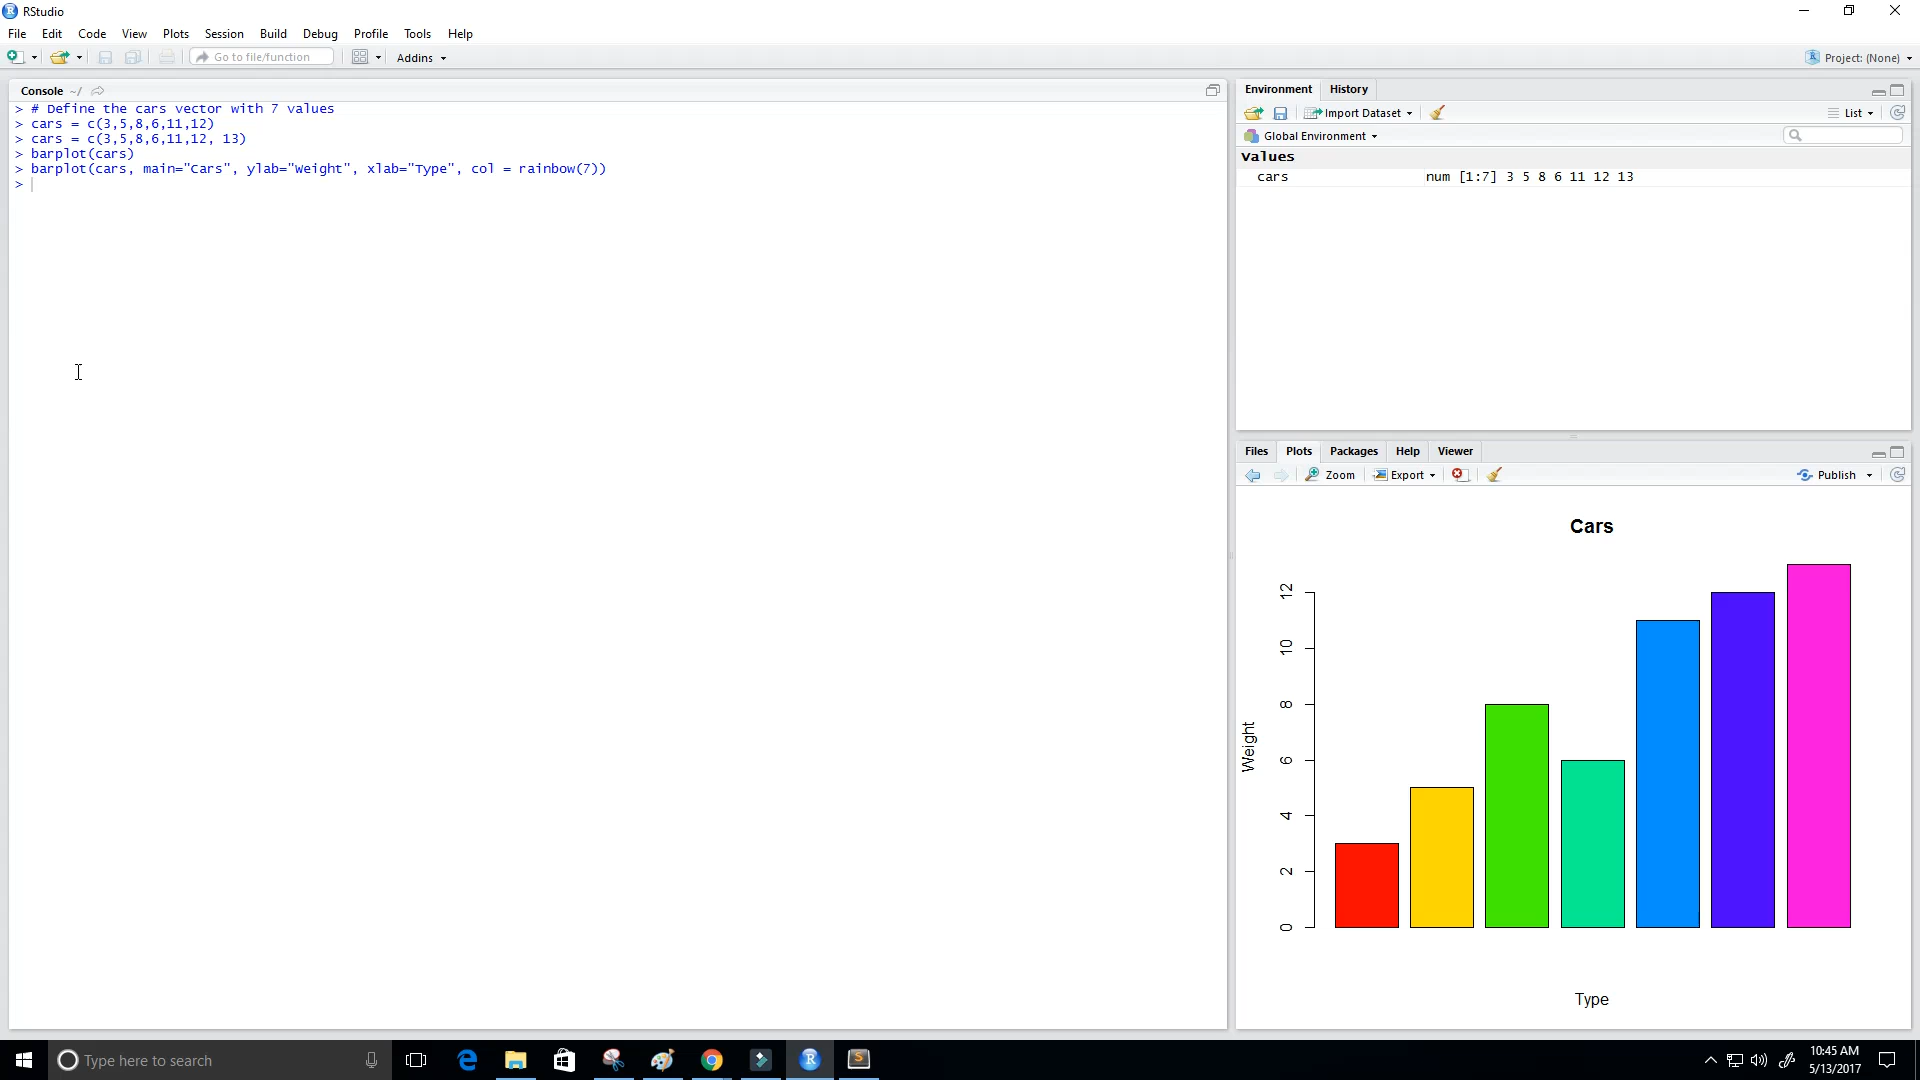 RStudio
File Edit Code View Plots Session Build Debug Profile Tools Help
Go to file/function Addins Project: (None)
Console ~/
> # Define the cars vector with 7 values
> cars = c(3,5,8,6,11,12)
> cars = c(3,5,8,6,11,12, 13)
> barplot(cars)
> barplot(cars, main="Cars", ylab="Weight", xlab="Type", col = rainbow(7))
>
Environment History
Import Dataset List
Global Environment
Values
cars num [1:7] 3 5 8 6 11 12 13
Files Plots Packages Help Viewer
Zoom Export Publish
Cars
12
10
8
6
4
2
0
Weight
Type
Type here to search
10:45 AM
5/13/2017